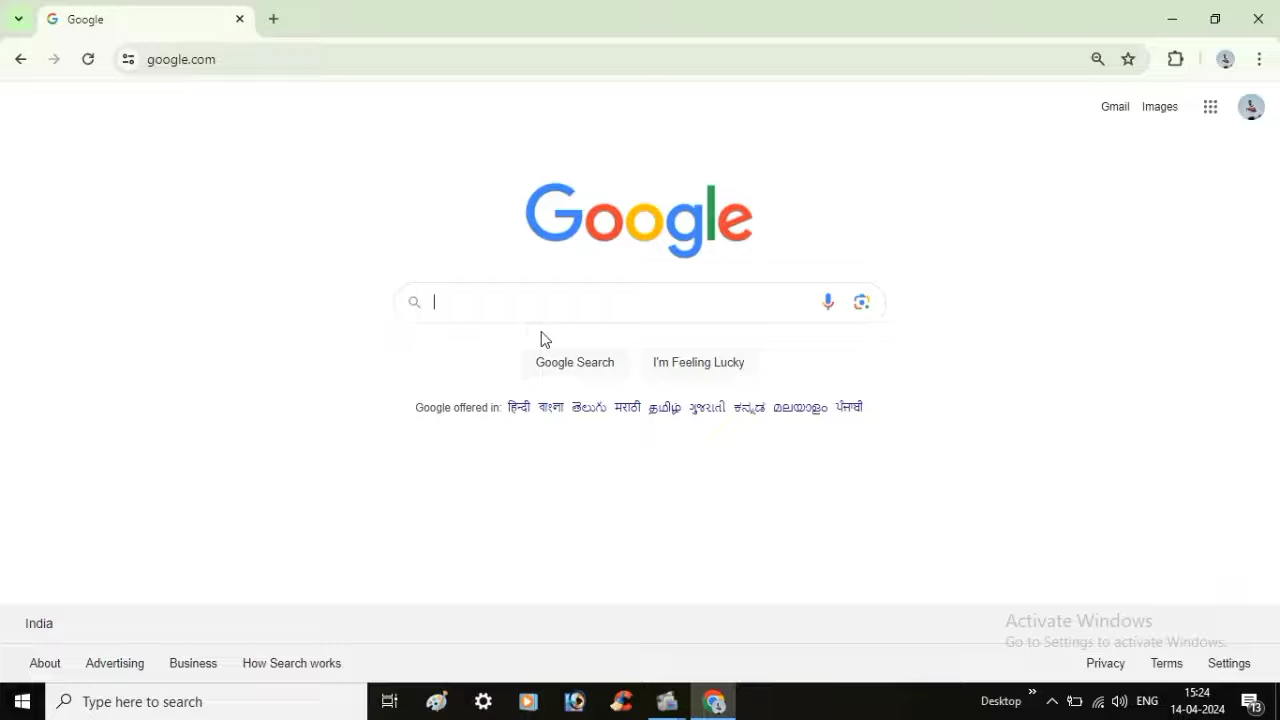 Google
google.com
Gmail Images
Google
Google Search I'm Feeling Lucky
Google offered in: हिन्दी বাংলা తెలుగు मराठी தமிழ் ગુજરાતી ಕನ್ನಡ മലയാളം ਪੰਜਾਬੀ
India
Activate Windows
Go to Settings to activate Windows.
About Advertising Business How Search works
Privacy Terms Settings
Type here to search
Desktop
ENG
15:24
14-04-2024
13